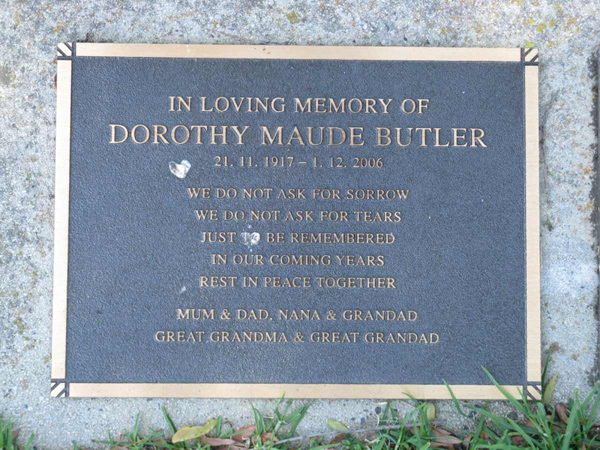 IN LOVING MEMORY OF
DOROTHY MAUDE BUTLER
21. 11. 1917 – 1. 12. 2006
WE DO NOT ASK FOR SORROW
WE DO NOT ASK FOR TEARS
JUST TO BE REMEMBERED
IN OUR COMING YEARS
REST IN PEACE TOGETHER
MUM & DAD, NANA & GRANDAD
GREAT GRANDMA & GREAT GRANDAD